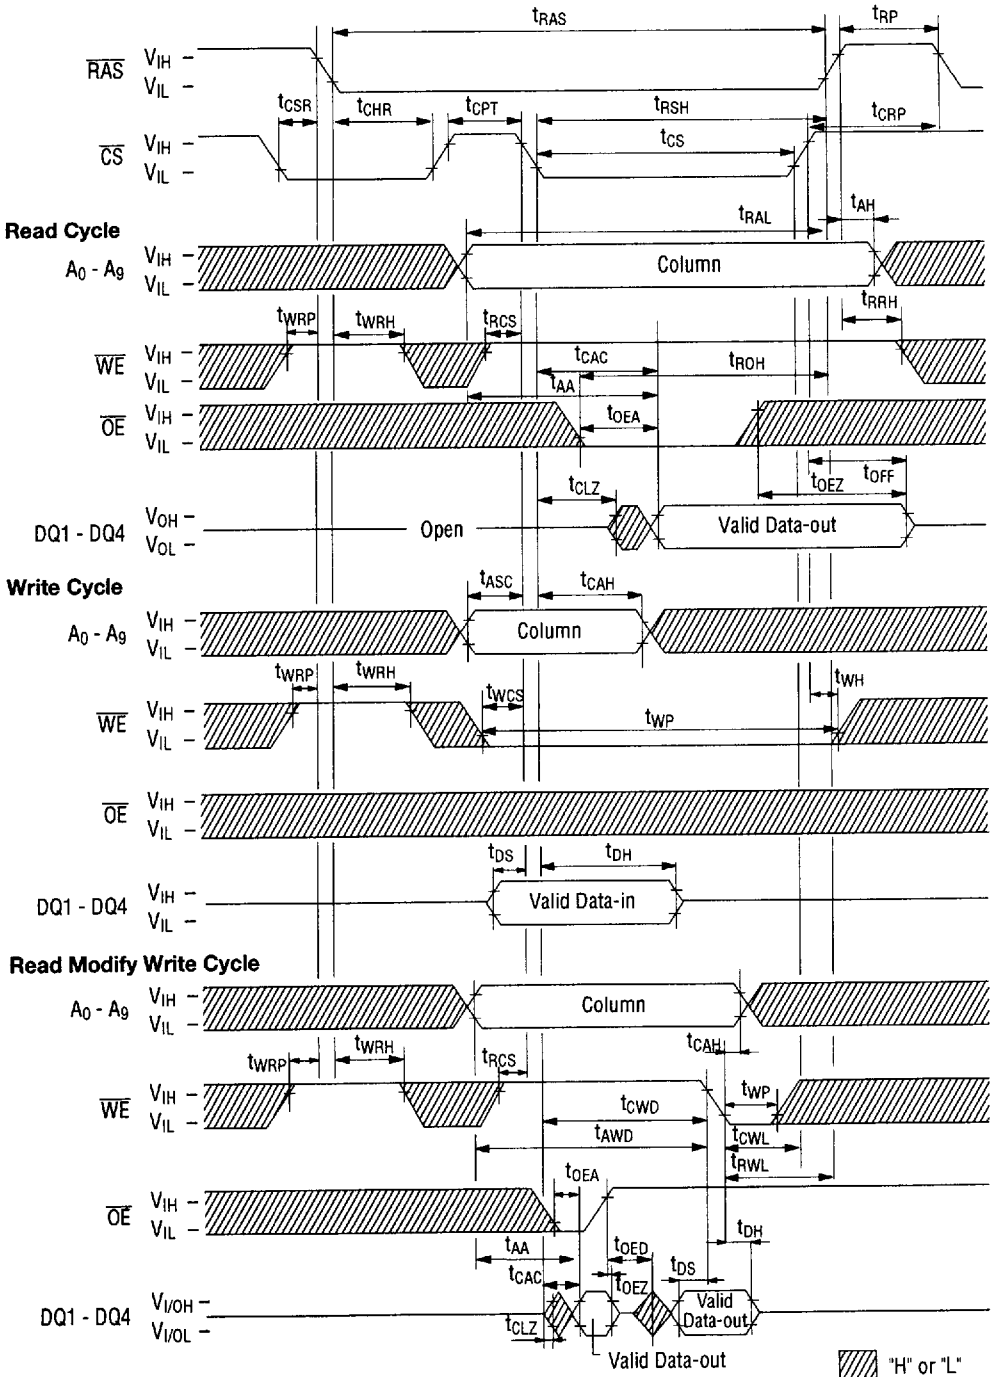 tRAS tRP
RAS VIH –
VIL –
tCSR tCHR tCPT tRSH tCRP
CS VIH –
VIL –
tCS
tAH
tRAL
Read Cycle
A0 - A9 VIH –
VIL –
Column
tWRP tWRH tRCS tRRH
WE VIH –
VIL –
tCAC tROH
tAA
OE VIH –
VIL –
tOEA
tOFF
tCLZ tOEZ
DQ1 - DQ4 VOH –
VOL –
Open Valid Data-out
Write Cycle
tASC tCAH
A0 - A9 VIH –
VIL –
Column
tWRP tWRH tWCS tWH
WE VIH –
VIL –
tWP
OE VIH –
VIL –
tDS tDH
DQ1 - DQ4 VIH –
VIL –
Valid Data-in
Read Modify Write Cycle
A0 - A9 VIH –
VIL –
Column
tCAH
tWRP tWRH tRCS
WE VIH –
VIL –
tWP
tCWD tCWL
tAWD tRWL
tOEA
OE VIH –
VIL –
tAA tOED tDH
tCAC tOEZ tDS
DQ1 - DQ4 VI/OH –
VI/OL –
Valid
Data-out
tCLZ
Valid Data-out
"H" or "L"